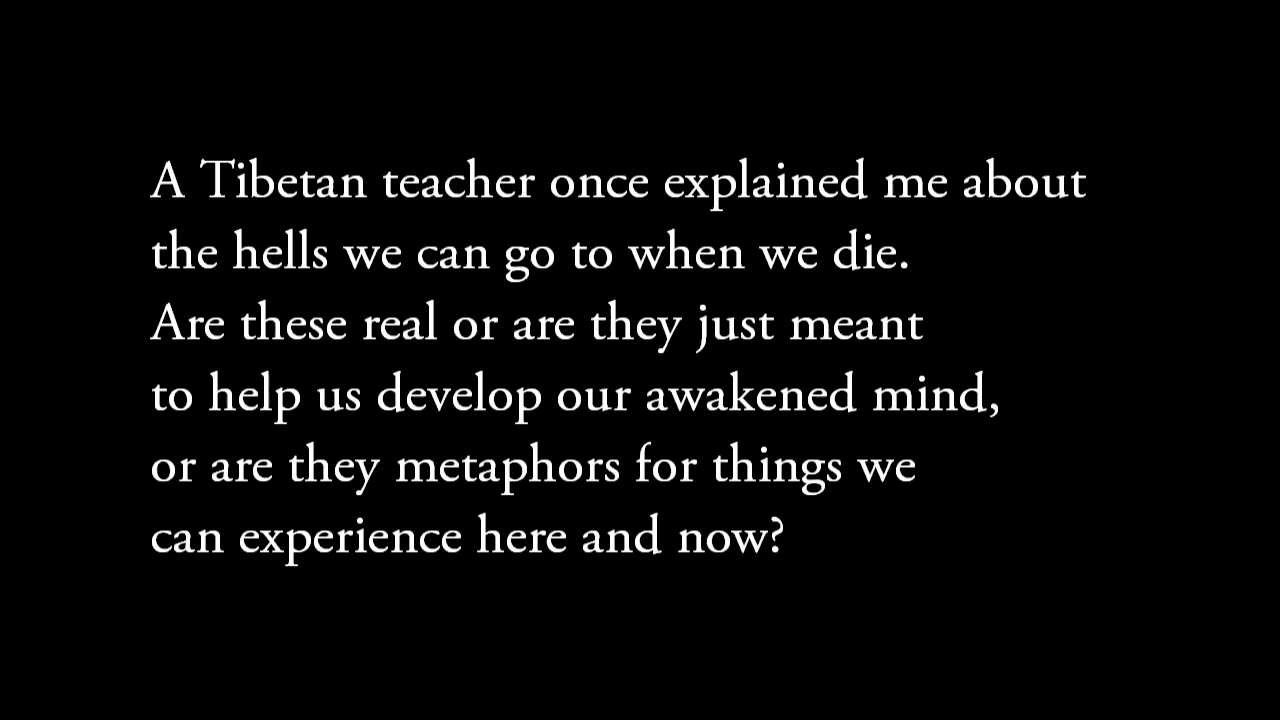 A Tibetan teacher once explained me about
the hells we can go to when we die.
Are these real or are they just meant
to help us develop our awakened mind,
or are they metaphors for things we
can experience here and now?